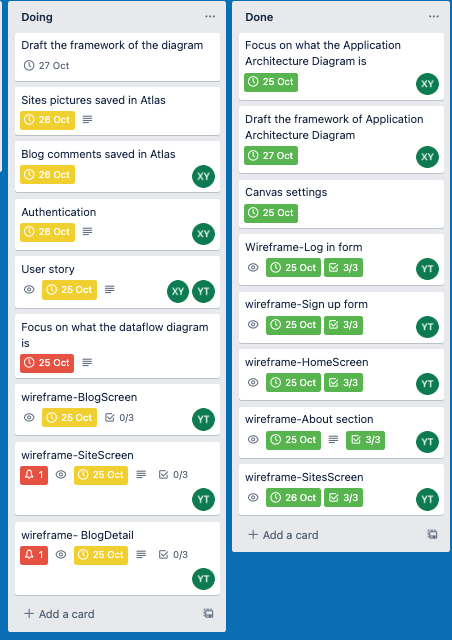 Doing
Draft the framework of the diagram
27 Oct
Sites pictures saved in Atlas
26 Oct
Blog comments saved in Atlas
26 Oct
XY
Authentication
26 Oct
XY
User story
25 Oct
XY YT
Focus on what the dataflow diagram
is
25 Oct
wireframe-BlogScreen
25 Oct 0/3
YT
wireframe-SiteScreen
1 25 Oct 0/3
YT
wireframe- BlogDetail
1 25 Oct 0/3
YT
Add a card
Done
Focus on what the Application
Architecture Diagram is
25 Oct
XY
Draft the framework of Application
Architecture Diagram
27 Oct
XY
Canvas settings
25 Oct
Wireframe-Log in form
25 Oct 3/3
YT
wireframe-Sign up form
25 Oct 3/3
YT
wireframe-HomeScreen
25 Oct 3/3
YT
wireframe-About section
25 Oct 3/3
YT
wireframe-SitesScreen
26 Oct 3/3
YT
Add a card